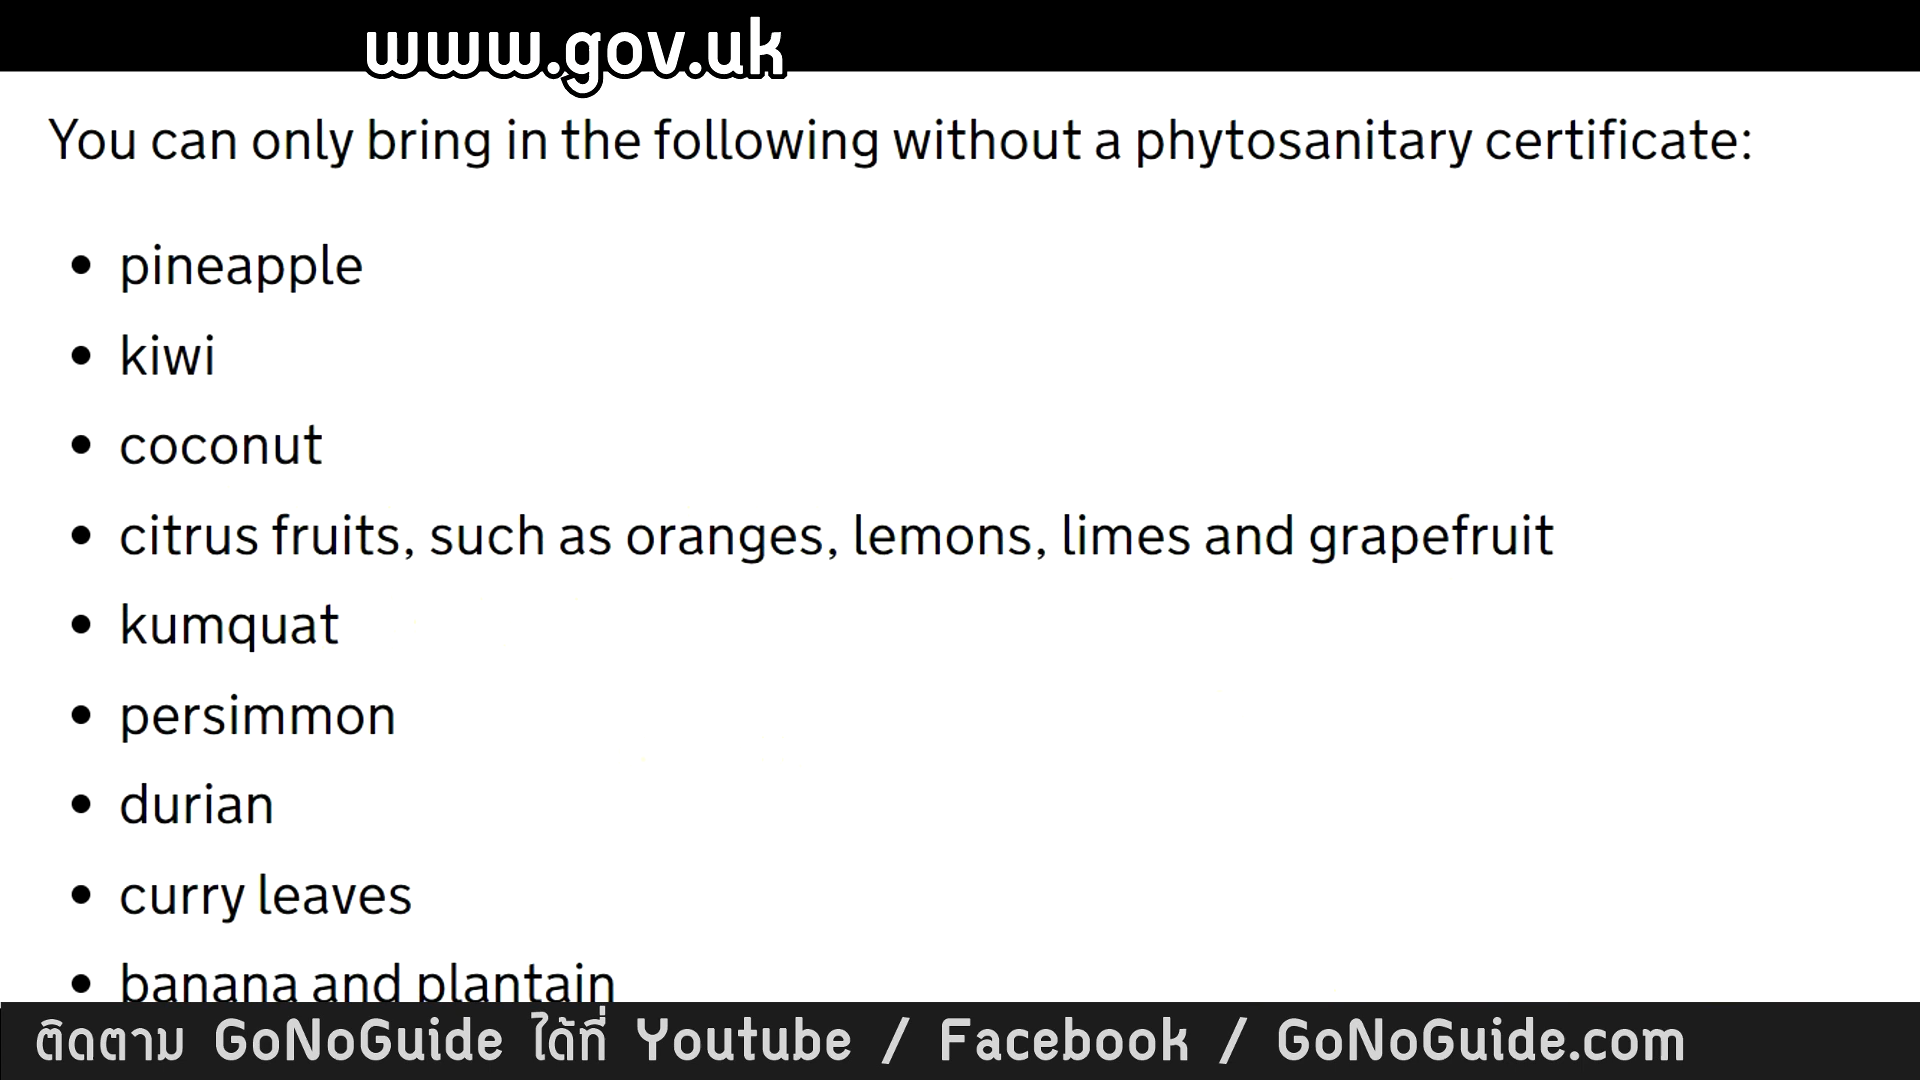 www.gov.uk
You can only bring in the following without a phytosanitary certificate:
• pineapple
• kiwi
• coconut
• citrus fruits, such as oranges, lemons, limes and grapefruit
• kumquat
• persimmon
• durian
• curry leaves
• banana and plantain
ติดตาม GoNoGuide ได้ที่ Youtube / Facebook / GoNoGuide.com